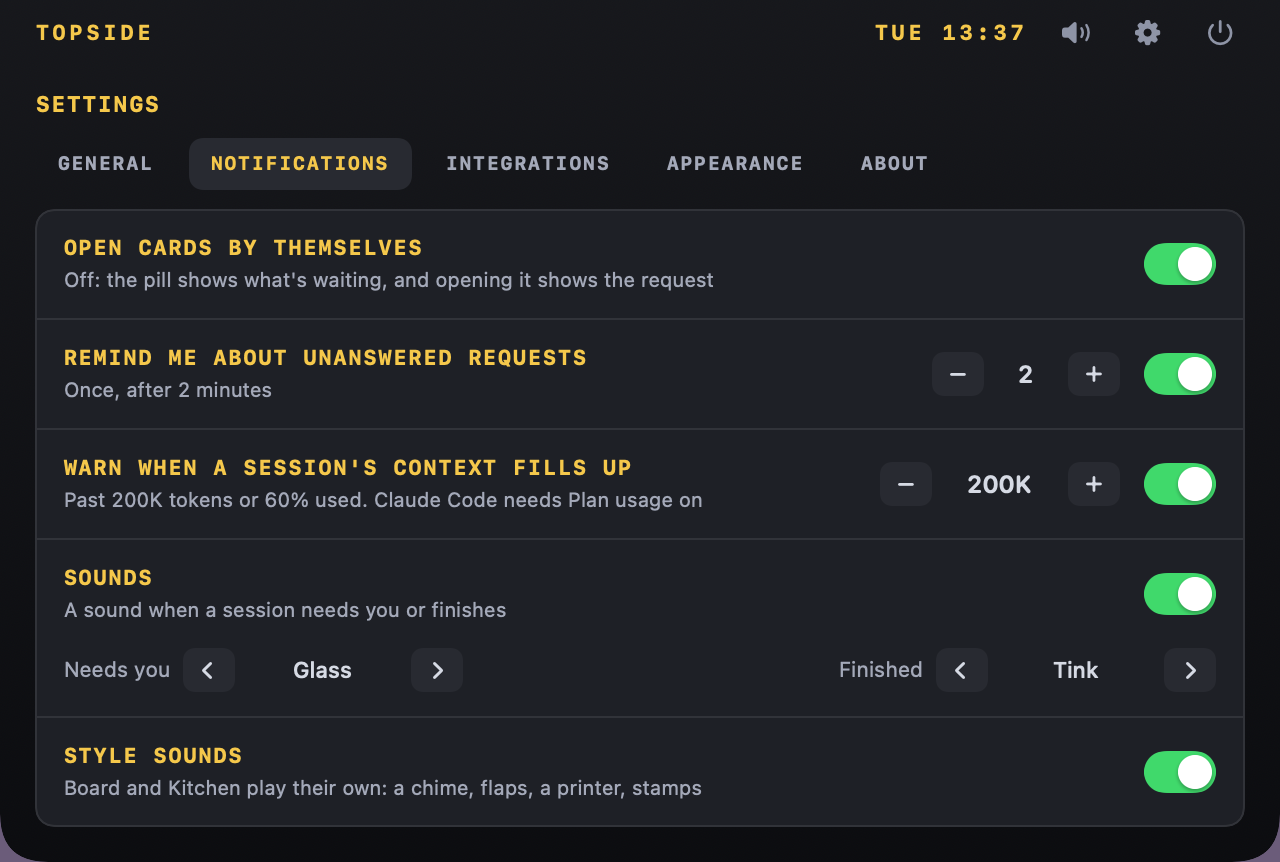 TOPSIDE
TUE 13:37
SETTINGS
GENERAL
NOTIFICATIONS
INTEGRATIONS
APPEARANCE
ABOUT
OPEN CARDS BY THEMSELVES
Off: the pill shows what's waiting, and opening it shows the request
REMIND ME ABOUT UNANSWERED REQUESTS
Once, after 2 minutes
− 2 +
WARN WHEN A SESSION'S CONTEXT FILLS UP
Past 200K tokens or 60% used. Claude Code needs Plan usage on
− 200K +
SOUNDS
A sound when a session needs you or finishes
Needs you < Glass >
Finished < Tink >
STYLE SOUNDS
Board and Kitchen play their own: a chime, flaps, a printer, stamps